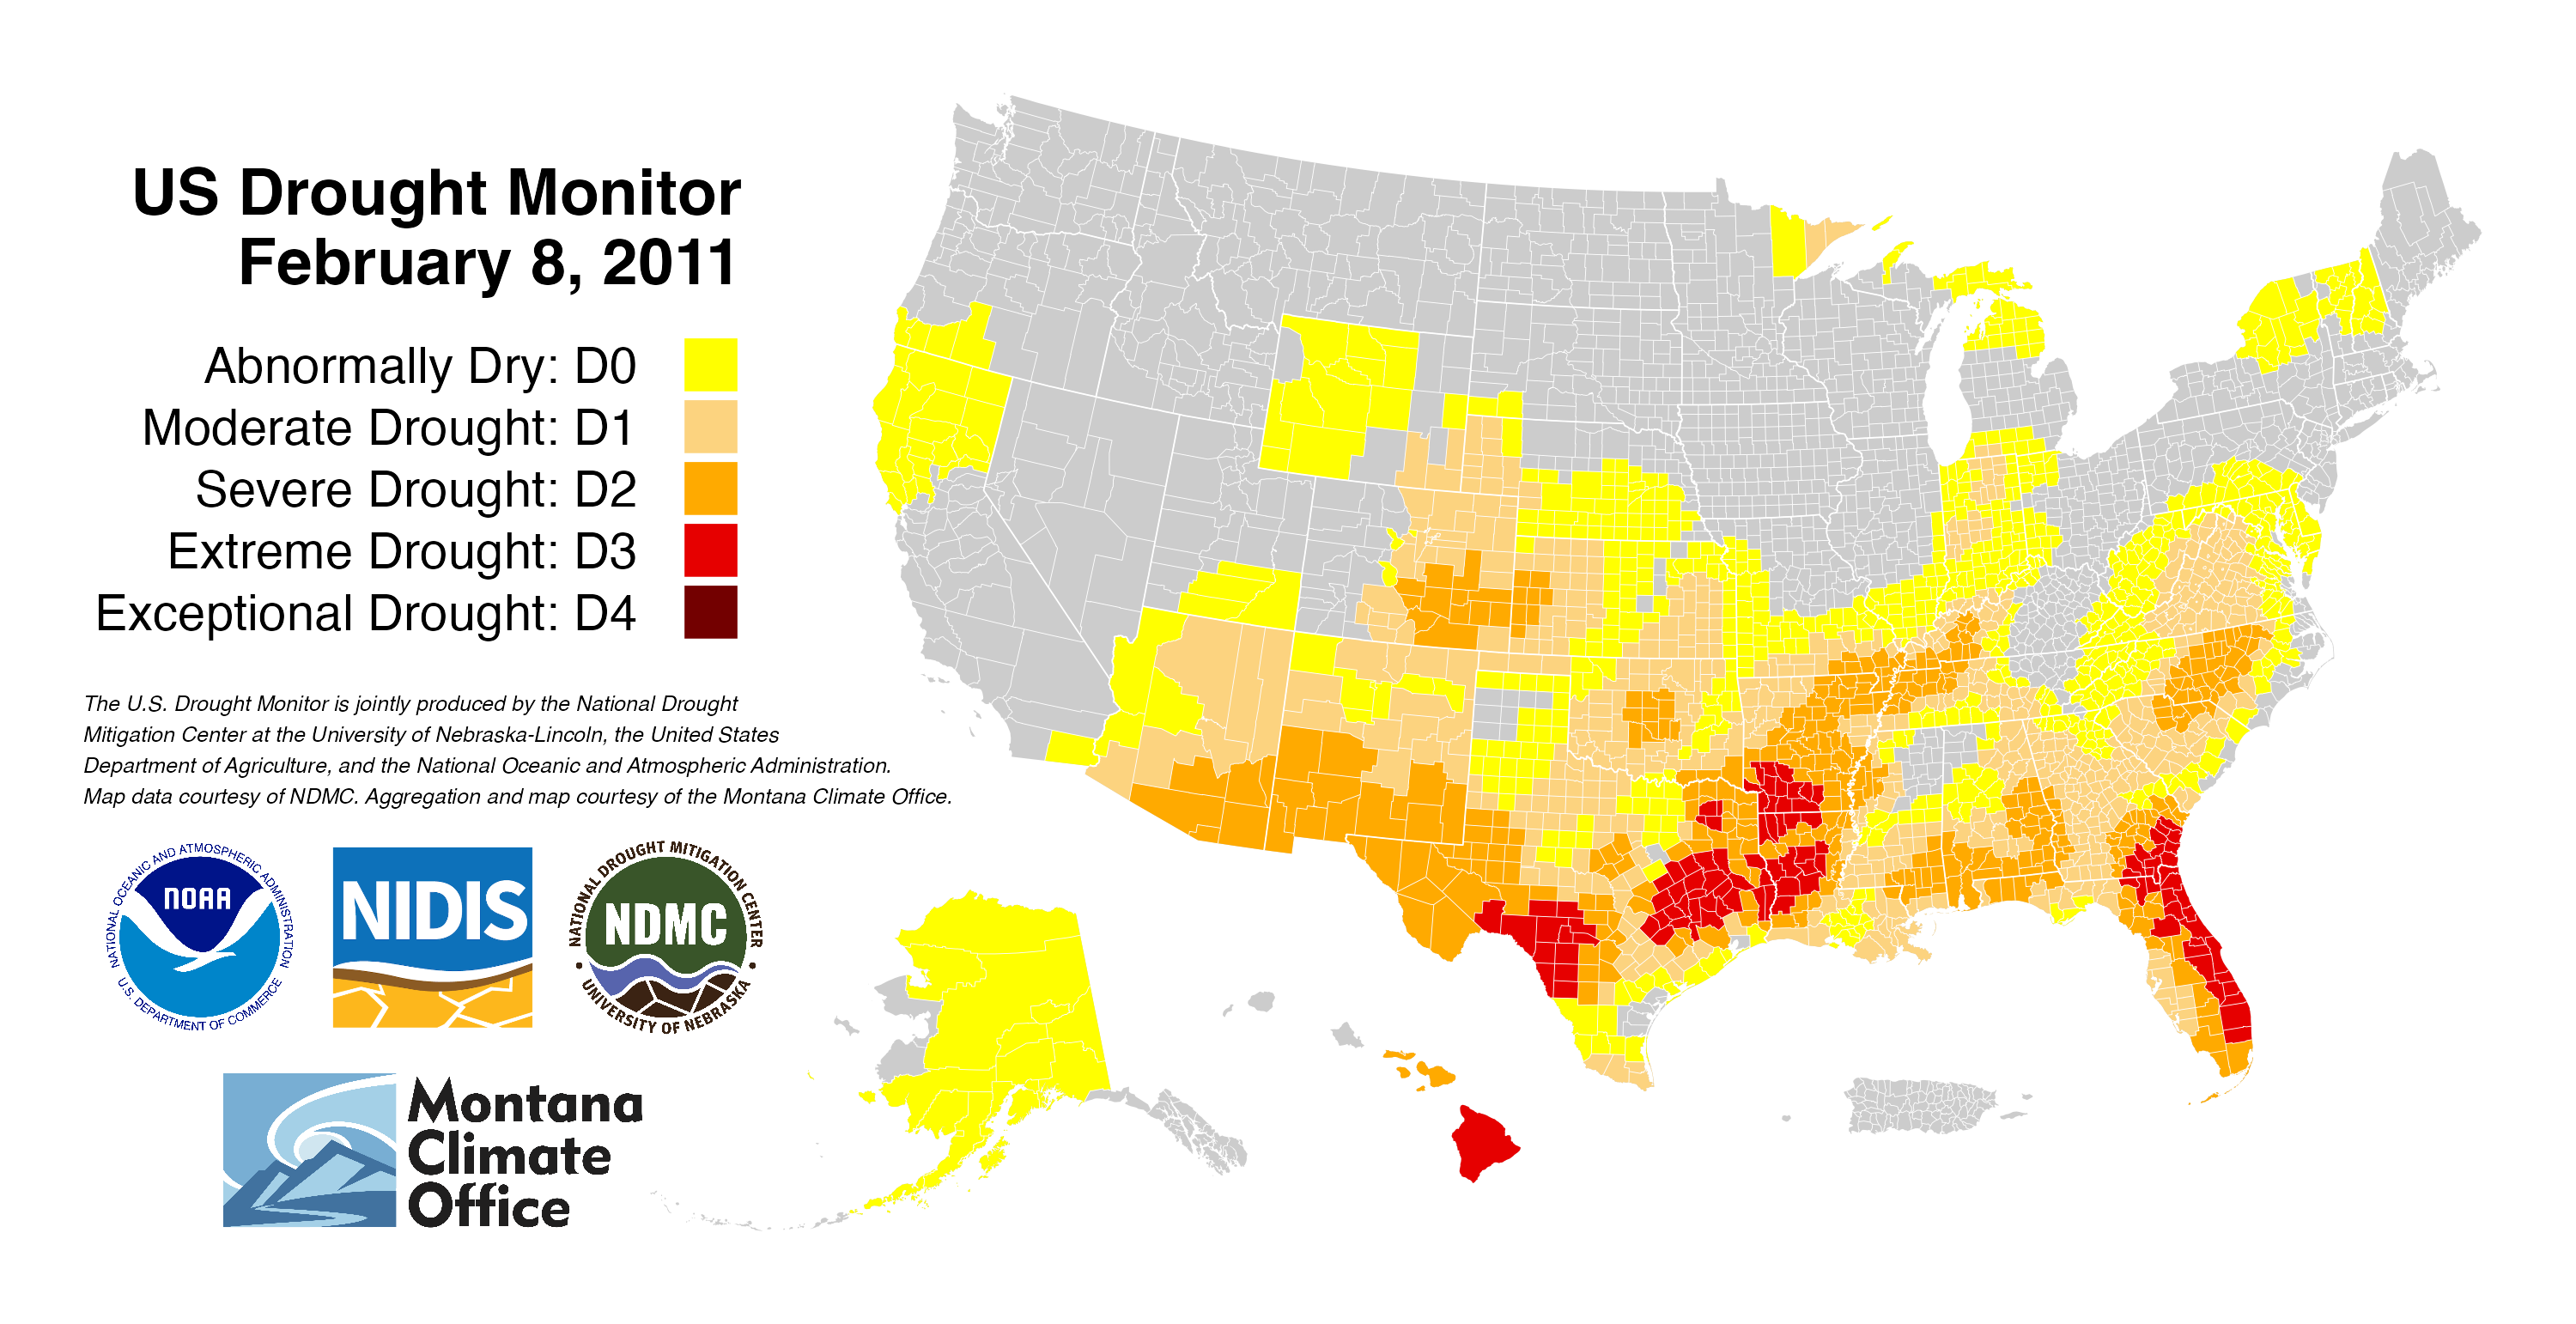 US Drought Monitor
February 8, 2011
Abnormally Dry: D0
Moderate Drought: D1
Severe Drought: D2
Extreme Drought: D3
Exceptional Drought: D4
The U.S. Drought Monitor is jointly produced by the National Drought
Mitigation Center at the University of Nebraska-Lincoln, the United States
Department of Agriculture, and the National Oceanic and Atmospheric Administration.
Map data courtesy of NDMC. Aggregation and map courtesy of the Montana Climate Office.
NATIONAL OCEANIC AND ATMOSPHERIC ADMINISTRATION
NOAA
U.S. DEPARTMENT OF COMMERCE
NIDIS
NATIONAL DROUGHT MITIGATION CENTER
NDMC
UNIVERSITY OF NEBRASKA
Montana
Climate
Office